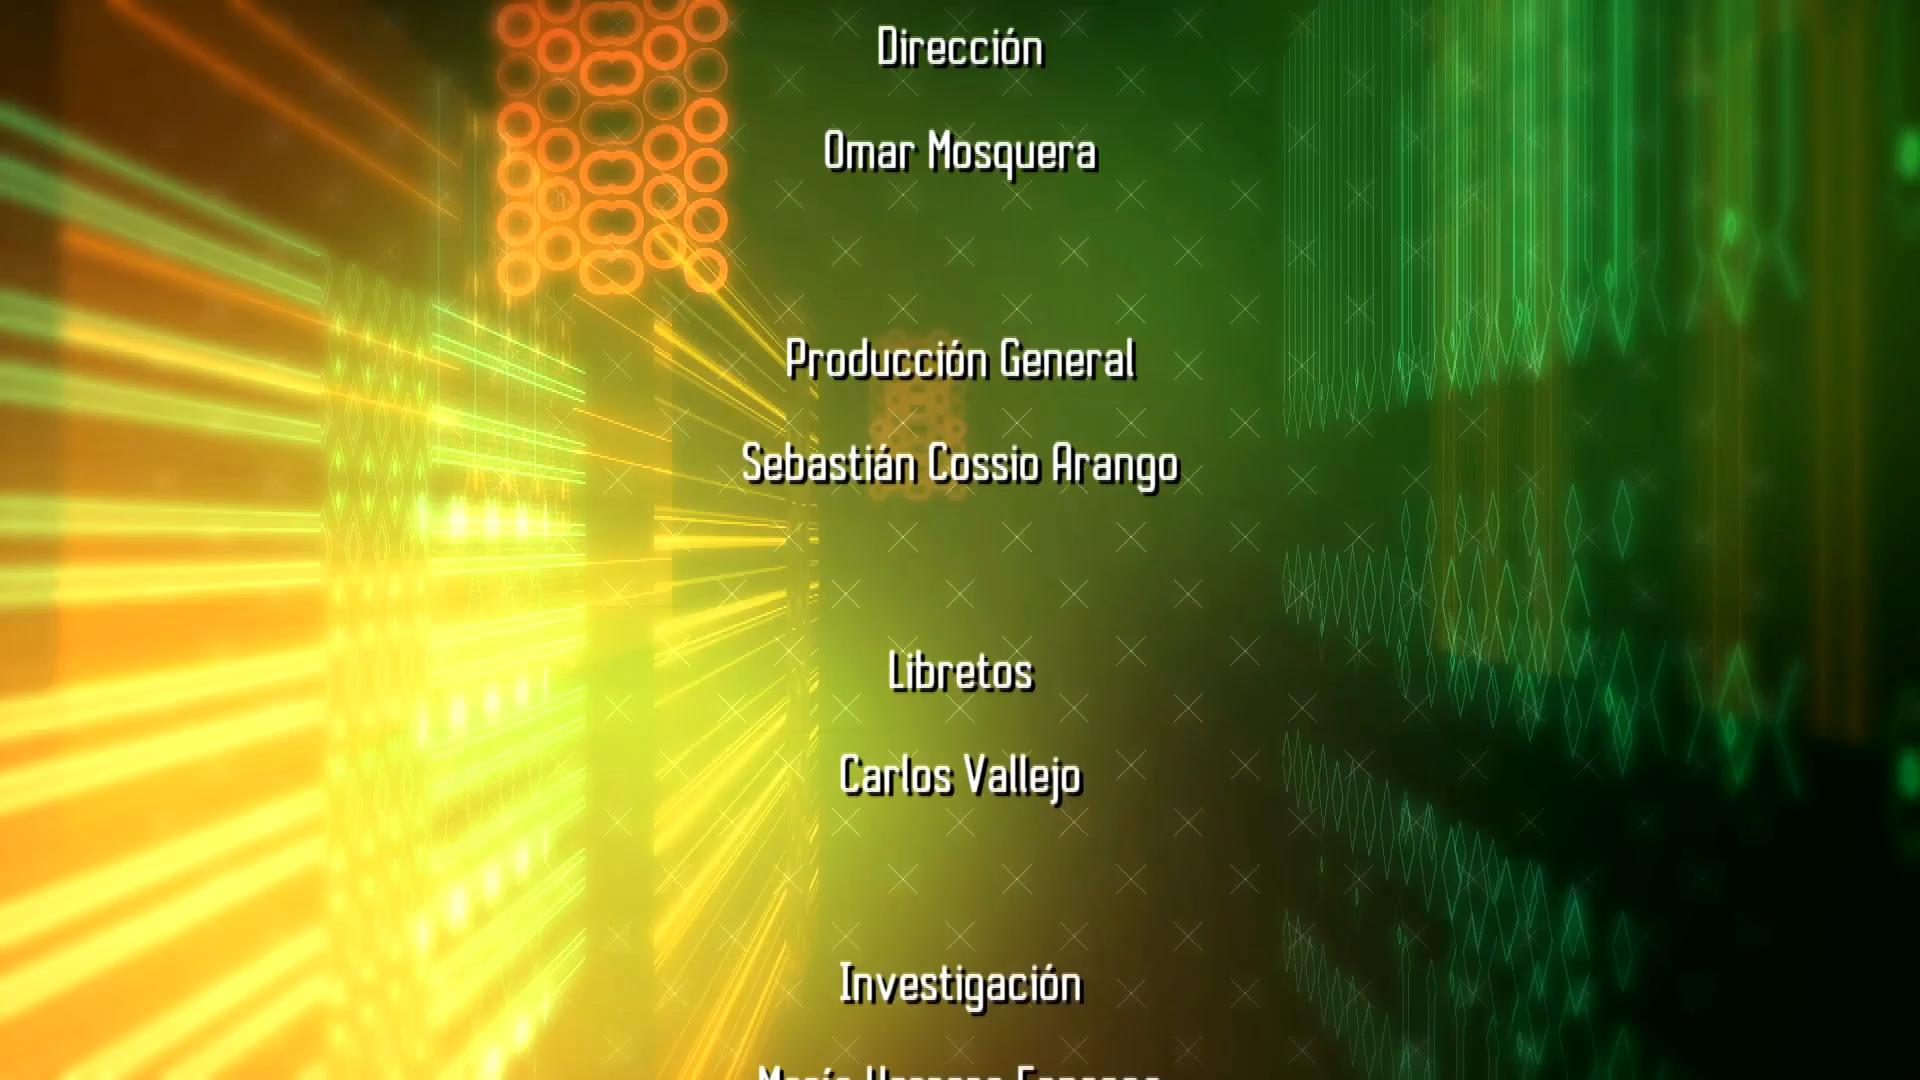 Dirección
Omar Mosquera
Producción General
Sebastián Cossio Arango
Libretos
Carlos Vallejo
Investigación